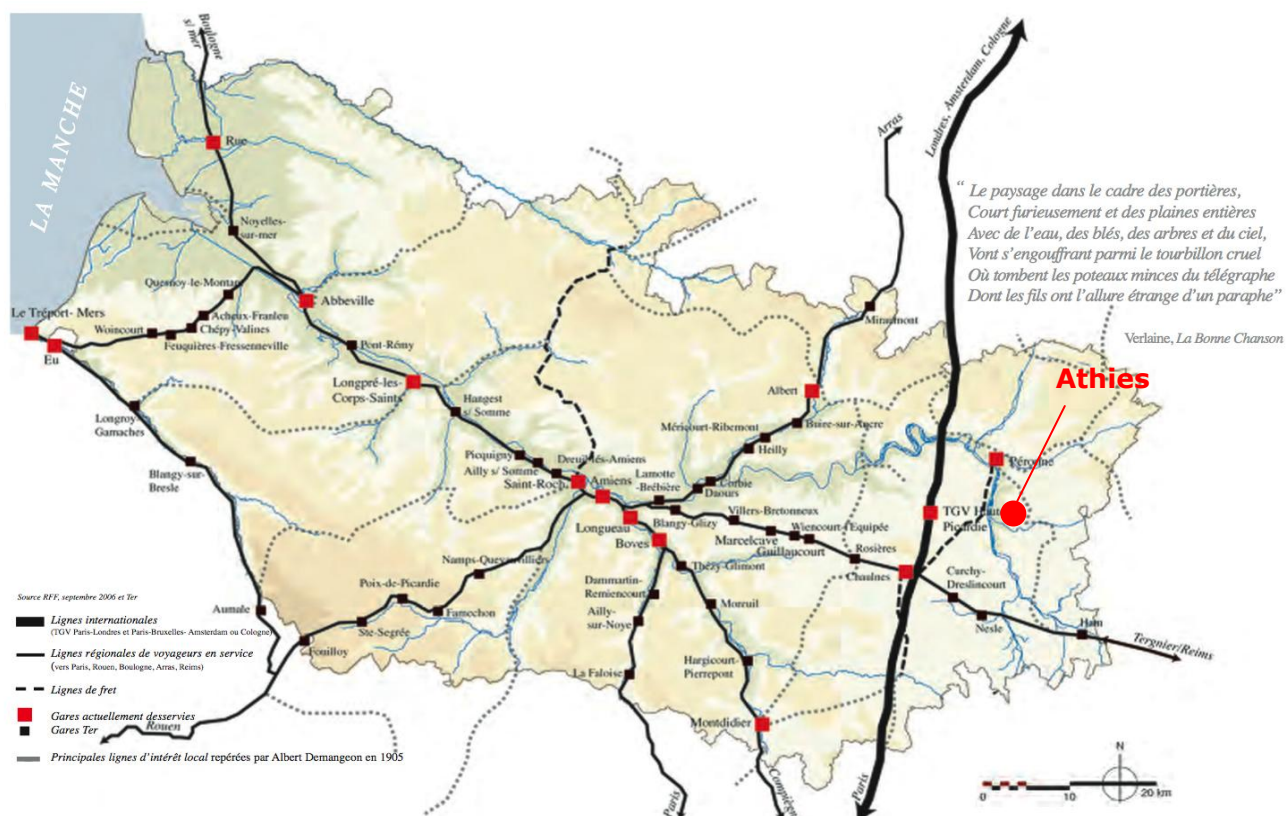 Boulogne
s/ mer
Londres, Amsterdam, Cologne
LA MANCHE
Arras
Rue
“ Le paysage dans le cadre des portières,
Court furieusement et des plaines entières
Avec de l'eau, des blés, des arbres et du ciel,
Vont s'engouffrant parmi le tourbillon cruel
Où tombent les poteaux minces du télégraphe
Dont les fils ont l'allure étrange d'un paraphe”
Verlaine, La Bonne Chanson
Noyelles-
sur-mer
Quesnoy-le-Montan
Abbeville
Le Tréport- Mers
Acheux-Franleu
Woincourt
Chépy-Valines
Feuquières-Fressenneville
Eu
Pont-Rémy
Miraumont
Athies
Longpré-les-
Corps-Saints
Albert
Hangest
s/ Somme
Longroy-
Gamaches
Méricourt-Ribemont
Buire-sur-Ancre
Heilly
Picquigny
Dreuil-lès-Amiens
Ailly s/ Somme
Saint-Roch
Amiens
Blangy-sur-
Bresle
Lamotte
-Brébière
Corbie
Daours
Péronne
Villers-Bretonneux
Blangy-Glizy
Longueau
Wiencourt-l'Equipée
Marcelcave
Guillaucourt
TGV Haute
Picardie
Boves
Rosières
Namps-Quevauvilliers
Thézy-Glimont
Chaulnes
Curchy-
Dreslincourt
Poix-de-Picardie
Dammartin-
Remiencourt
Moreuil
Ailly-
sur-Noye
Famechon
Ste-Segrée
Nesle
Ham
Tergnier/Reims
Aumale
Fouilloy
Hargicourt-
Pierrepont
La Faloise
Montdidier
Rouen
Paris
Compiègne
Paris
Source RFF, septembre 2006 et Ter
Lignes internationales
(TGV Paris-Londres et Paris-Bruxelles- Amsterdam ou Cologne)
Lignes régionales de voyageurs en service
(vers Paris, Rouen, Boulogne, Arras, Reims)
Lignes de fret
Gares actuellement desservies
Gares Ter
Principales lignes d'intérêt local repérées par Albert Demangeon en 1905
N
0 10 20 km